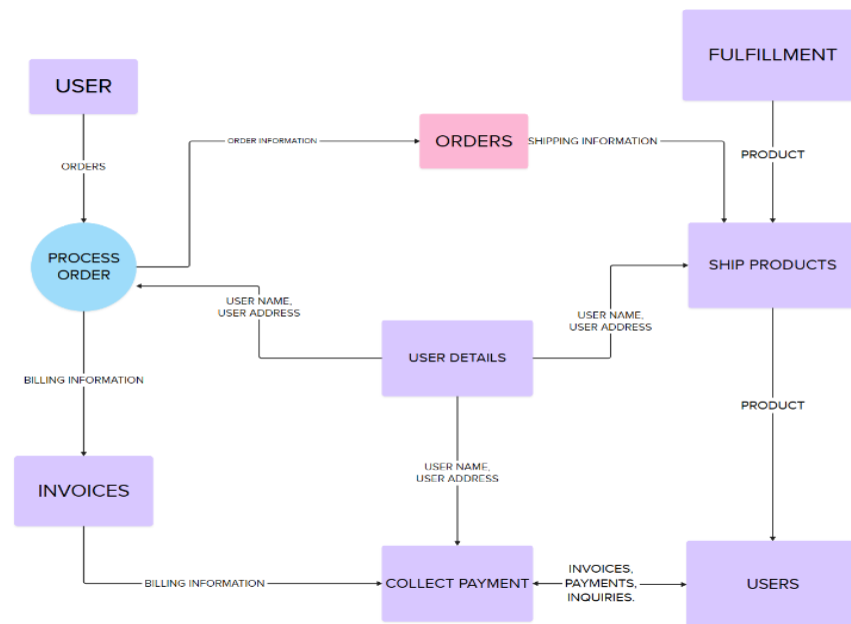 FULFILLMENT
USER
ORDER INFORMATION
ORDERS
SHIPPING INFORMATION
PRODUCT
ORDERS
PROCESS
ORDER
SHIP PRODUCTS
USER NAME,
USER ADDRESS
USER NAME,
USER ADDRESS
USER DETAILS
BILLING INFORMATION
PRODUCT
USER NAME,
USER ADDRESS
INVOICES
INVOICES,
PAYMENTS,
INQUIRIES.
BILLING INFORMATION
COLLECT PAYMENT
USERS